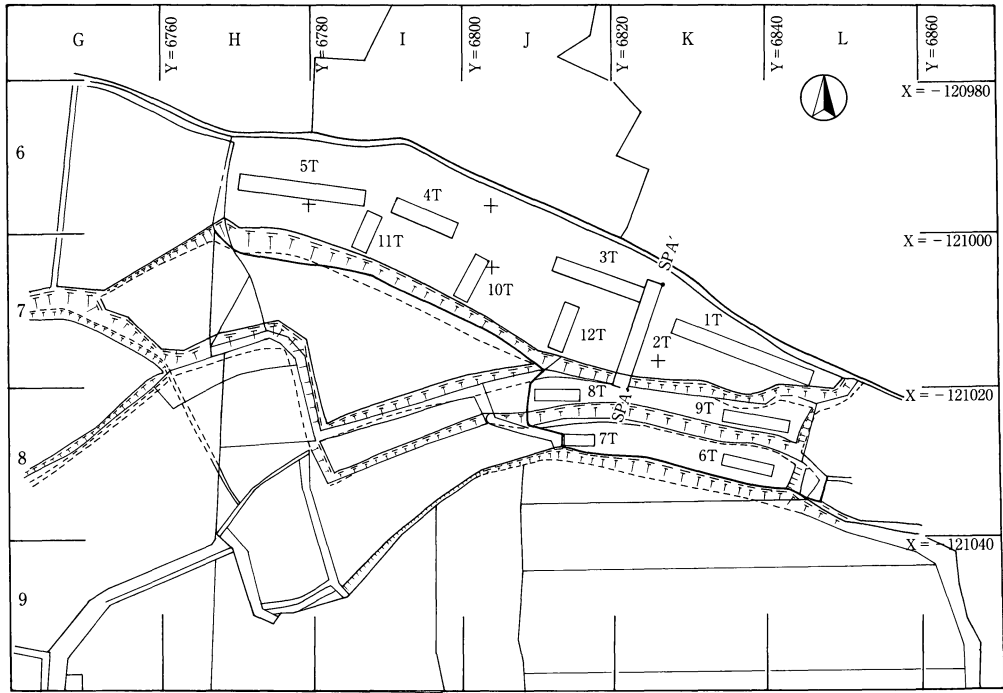 G H I J K L
Y = 6760
Y = 6780
Y = 6800
Y = 6820
Y = 6840
Y = 6860
X = －120980
6
5T
4T
11T
X = －121000
3T
SPA′
10T
7
1T
12T
2T
X = －121020
8T
SPA
9T
7T
8
6T
X = －121040
9